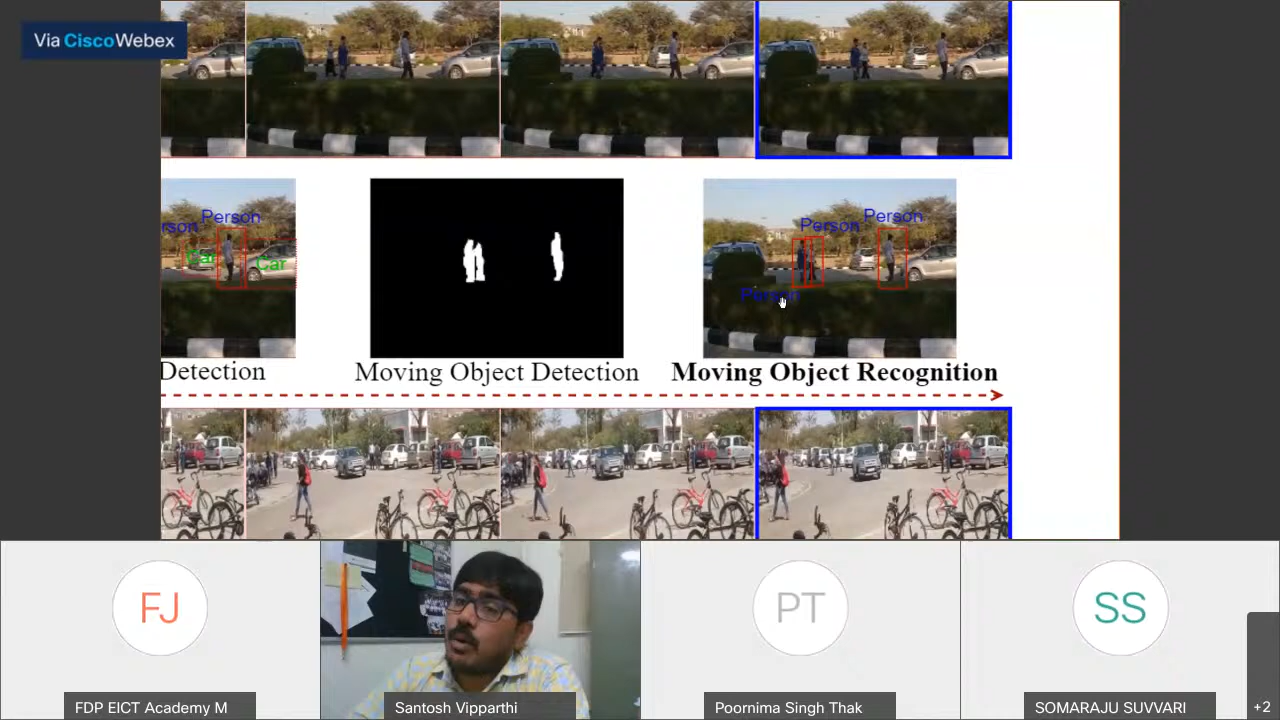 Via CiscoWebex
Person
rson
Car
Car
Person
Person
Person
Detection
Moving Object Detection
Moving Object Recognition
FJ
PT
SS
FDP EICT Academy M
Santosh Vipparthi
Poornima Singh Thak
SOMARAJU SUVVARI
+2